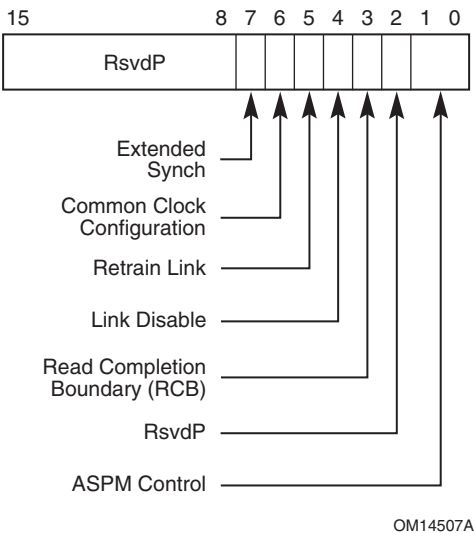 15 8 7 6 5 4 3 2 1 0
RsvdP
Extended
Synch
Common Clock
Configuration
Retrain Link
Link Disable
Read Completion
Boundary (RCB)
RsvdP
ASPM Control
OM14507A